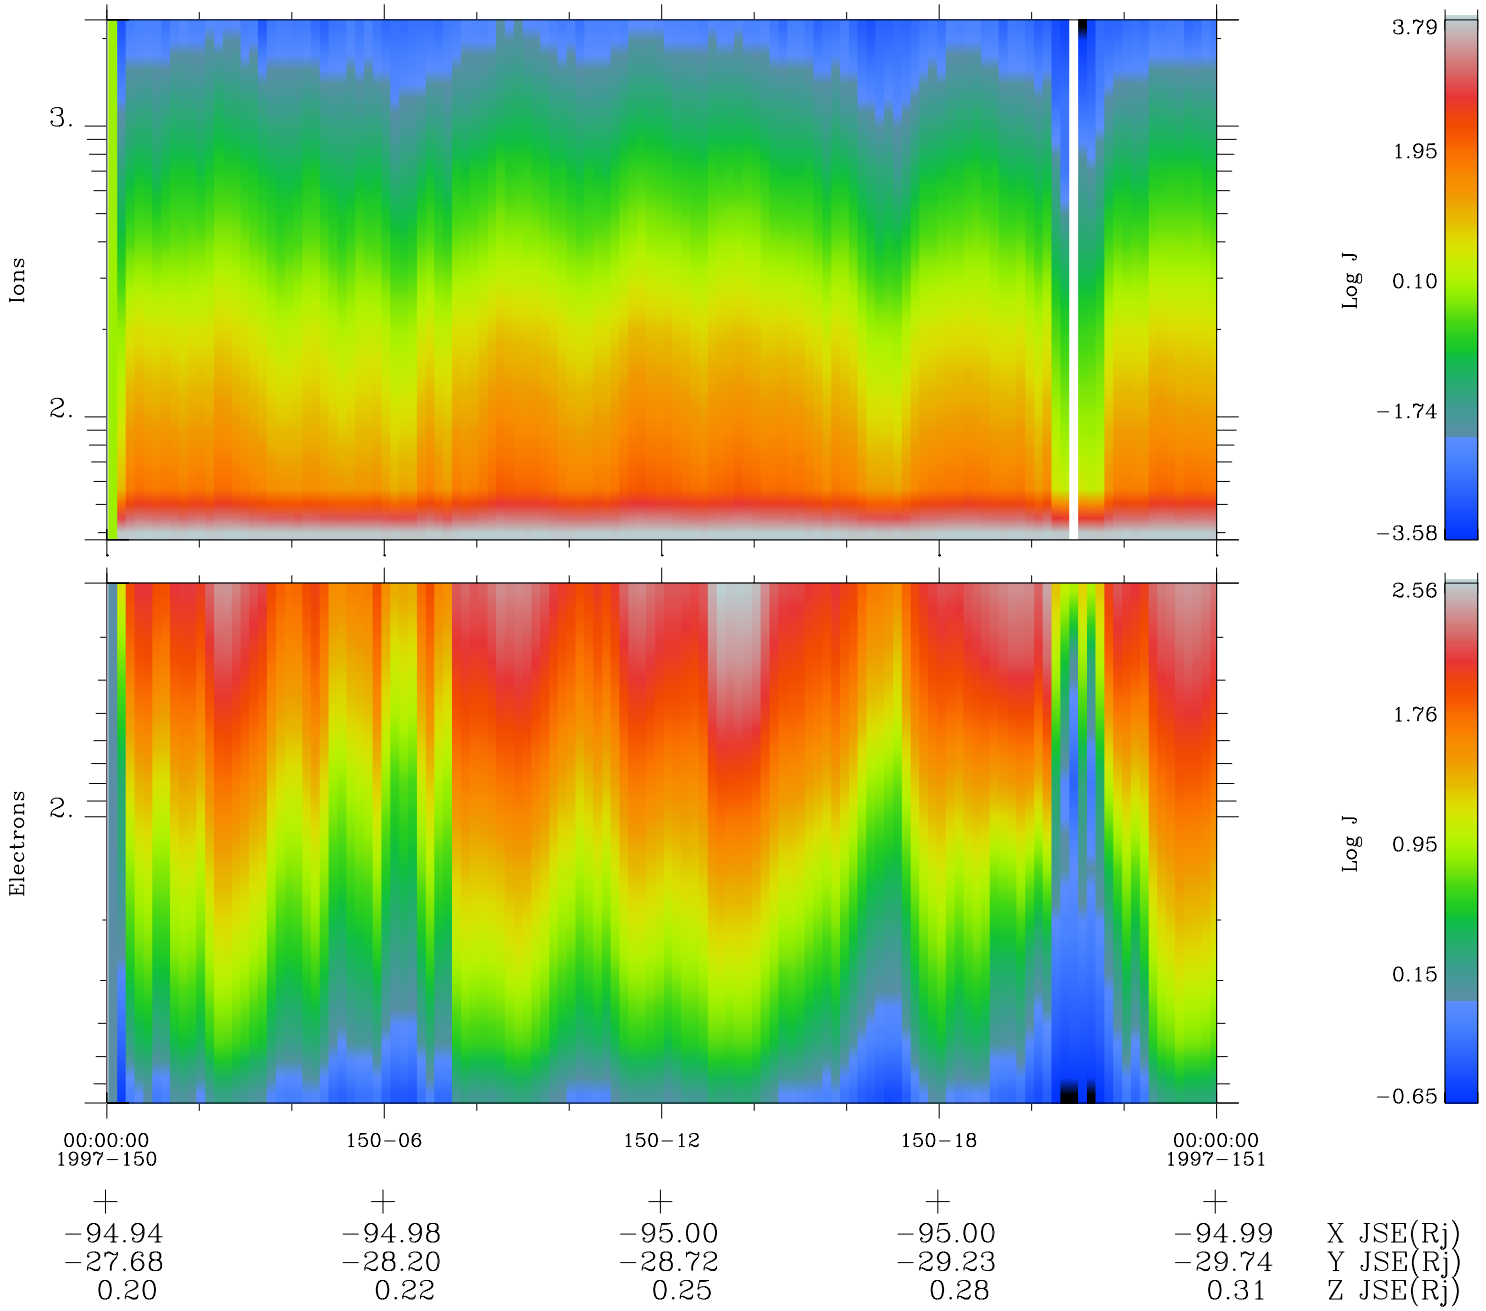 3.
2.
Ions
Log J
3.79
1.95
0.10
−1.74
−3.58
2.
Electrons
Log J
2.56
1.76
0.95
0.15
−0.65
00:00:00 150−06 150−12 150−18 00:00:00
1997−150 1997−151
−94.94 −94.98 −95.00 −95.00 −94.99 X JSE(Rj)
−27.68 −28.20 −28.72 −29.23 −29.74 Y JSE(Rj)
0.20 0.22 0.25 0.28 0.31 Z JSE(Rj)